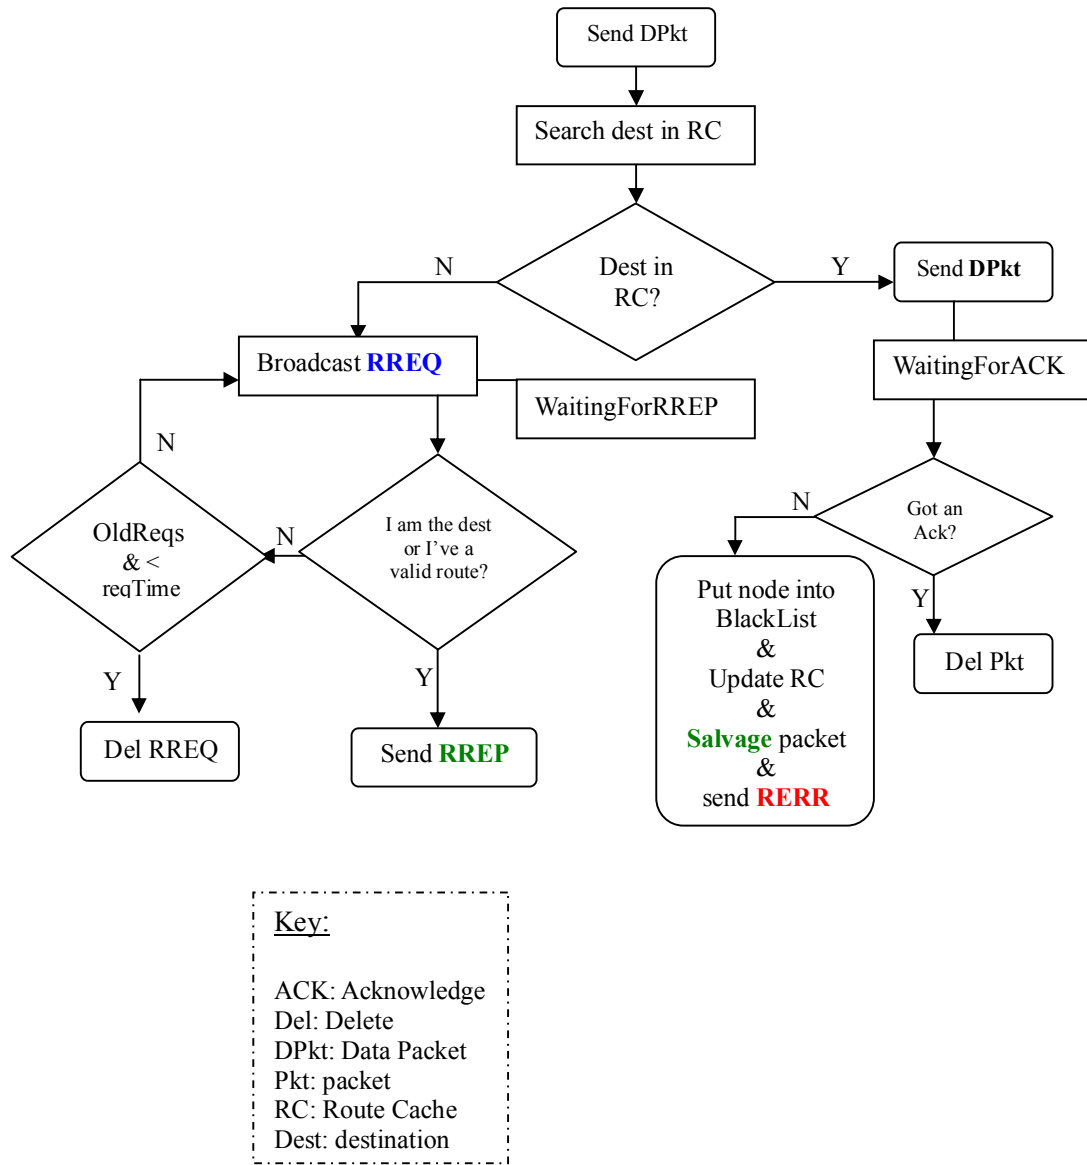 Send DPkt
Search dest in RC
Dest in
RC?
N
Y
Send DPkt
Broadcast RREQ
WaitingForRREP
WaitingForACK
N
OldReqs
& <
reqTime
N
I am the dest
or I've a
valid route?
Y
Del RREQ
Y
Send RREP
Got an
Ack?
N
Y
Put node into
BlackList
&
Update RC
&
Salvage packet
&
send RERR
Del Pkt
Key:
ACK: Acknowledge
Del: Delete
DPkt: Data Packet
Pkt: packet
RC: Route Cache
Dest: destination